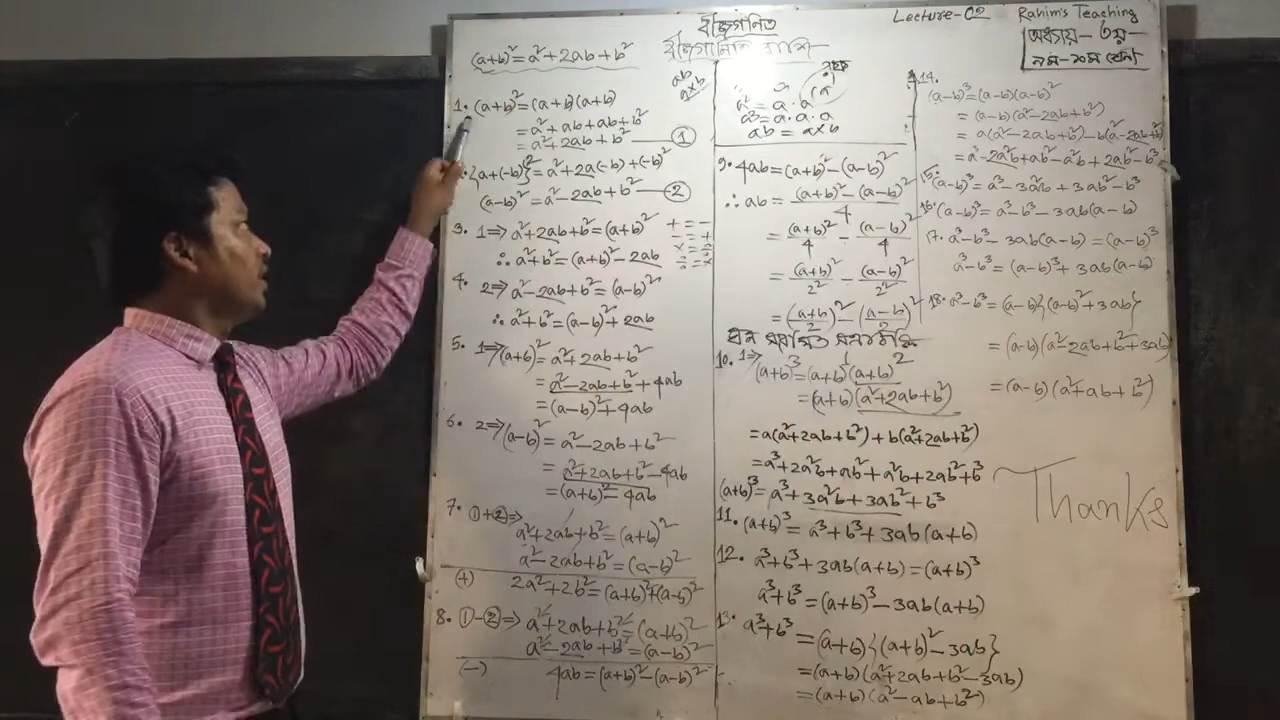 বীজগণিত
Lecture-02 Rahim's Teaching
বীজগাণিতিক রাশি-
অধ্যায়- ৩য়-
নবম-দশম শ্রেণী
(a+b)² = a²+2ab+b²
1. (a+b)² = (a+b)(a+b)
= a²+ab+ab+b²
= a²+2ab+b² ——①
{a+(-b)}² = a²+2a(-b)+(-b)²
(a-b)² = a²-2ab+b² ——②
3. 1⇒ a²+2ab+b² = (a+b)²
∴ a²+b² = (a+b)²-2ab
+ = -
- = +
× = ÷
÷ = ×
4. 2⇒ a²-2ab+b² = (a-b)²
∴ a²+b² = (a-b)²+2ab
5. 1⇒ (a+b)² = a²+2ab+b²
= a²-2ab+b²+4ab
= (a-b)²+4ab
6. 2⇒ (a-b)² = a²-2ab+b²
= a²+2ab+b²-4ab
= (a+b)²-4ab
7. ①+②⇒
a²+2ab+b² = (a+b)²
a²-2ab+b² = (a-b)²
(+) 2a²+2b² = (a+b)²+(a-b)²
8. ①-②⇒ a²+2ab+b² = (a+b)²
a²-2ab+b² = (a-b)²
(-) 4ab = (a+b)²-(a-b)²
ab
a×b
a² = a·a
a³ = a·a·a
ab = a×b
9. 4ab = (a+b)²-(a-b)²
∴ ab = (a+b)²-(a-b)² / 4
= (a+b)²/4 - (a-b)²/4
= (a+b)²/2² - (a-b)²/2²
= (a+b/2)² - (a-b/2)²
10. 1⇒ (a+b)³ = (a+b)¹(a+b)²
= (a+b)(a²+2ab+b²)
= a(a²+2ab+b²)+b(a²+2ab+b²)
= a³+2a²b+ab²+a²b+2ab²+b³
(a+b)³ = a³+3a²b+3ab²+b³
11. (a+b)³ = a³+b³+3ab(a+b)
12. a³+b³+3ab(a+b) = (a+b)³
a³+b³ = (a+b)³-3ab(a+b)
13. a³+b³ = (a+b){(a+b)²-3ab}
= (a+b)(a²+2ab+b²-3ab)
= (a+b)(a²-ab+b²)
14.
(a-b)³ = (a-b)(a-b)²
= (a-b)(a²-2ab+b²)
= a(a²-2ab+b²)-b(a²-2ab+b²)
= a³-2a²b+ab²-a²b+2ab²-b³
15. (a-b)³ = a³-3a²b+3ab²-b³
16. (a-b)³ = a³-b³-3ab(a-b)
17. a³-b³-3ab(a-b) = (a-b)³
a³-b³ = (a-b)³+3ab(a-b)
18. a³-b³ = (a-b){(a-b)²+3ab}
= (a-b)(a²-2ab+b²+3ab)
= (a-b)(a²+ab+b²)
Thanks